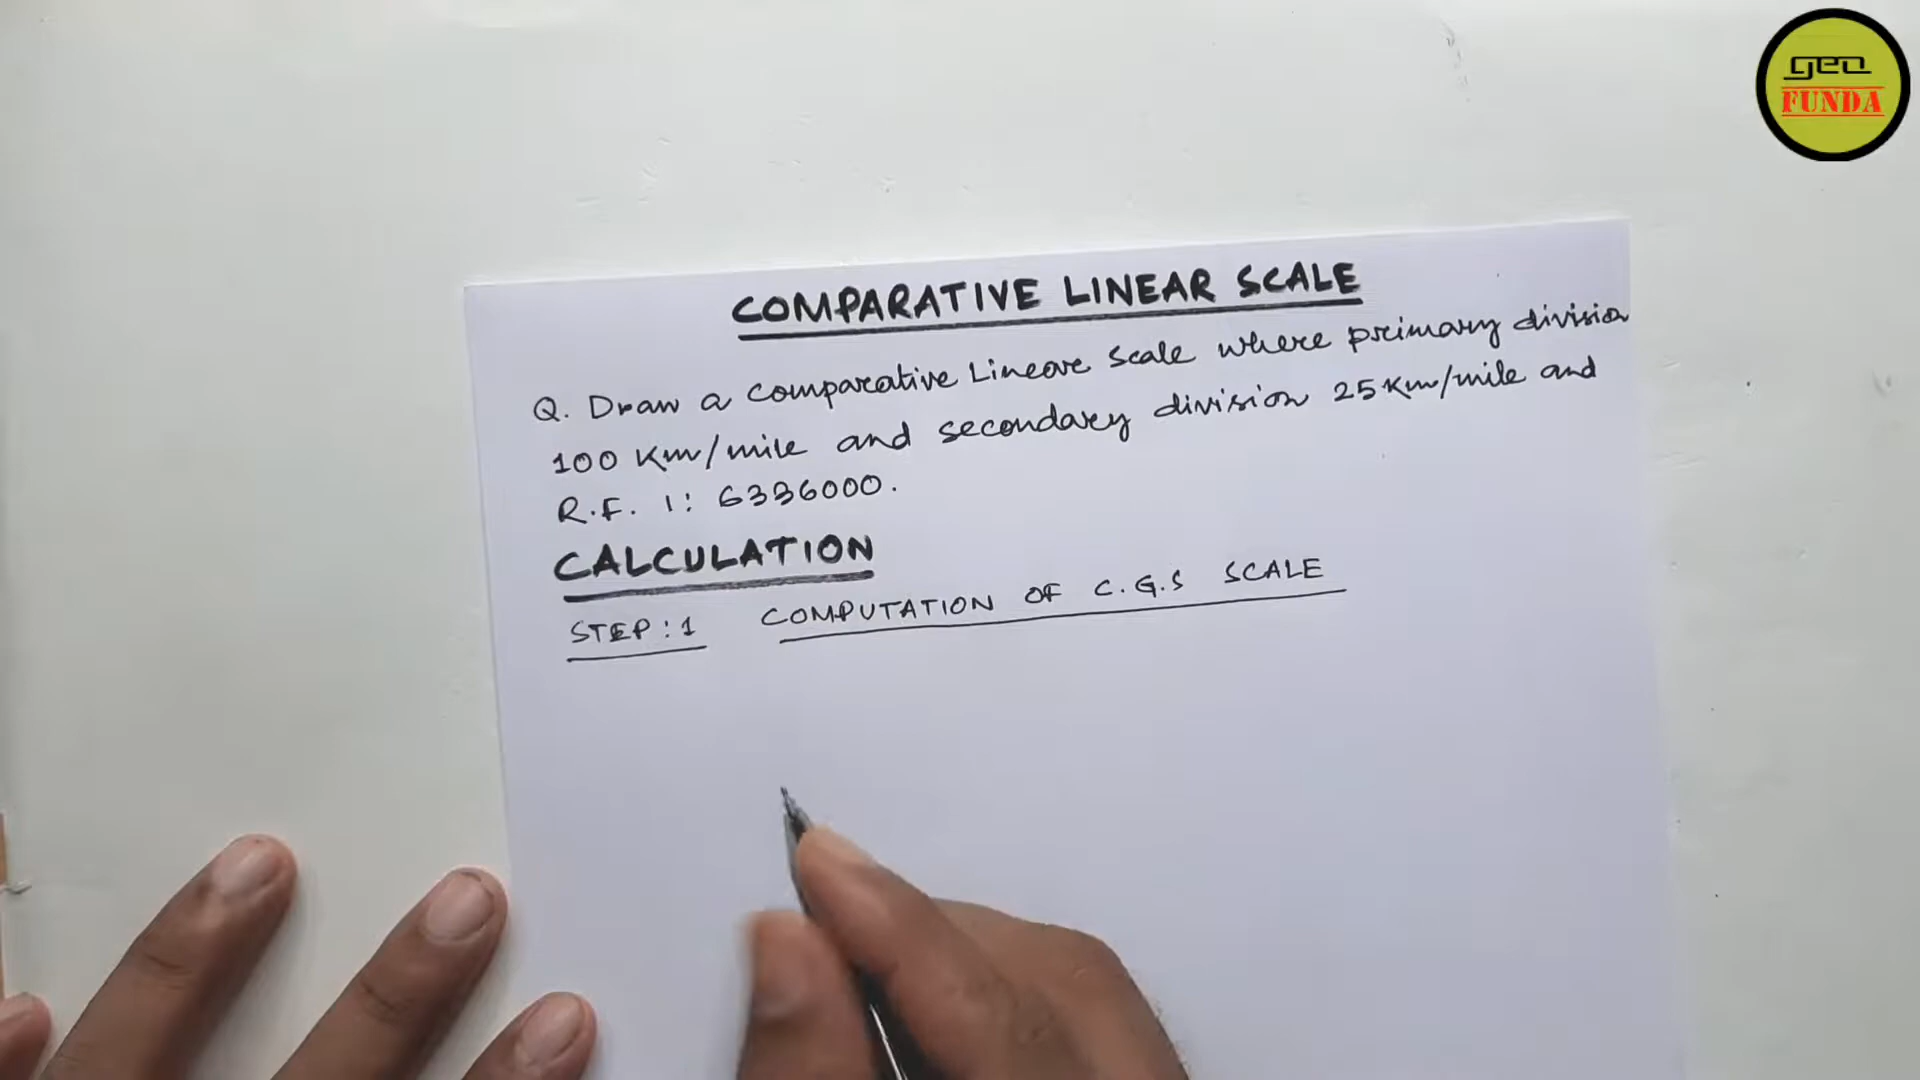 geo
FUNDA
COMPARATIVE LINEAR SCALE
Q. Draw a comparative Linear Scale where primary division
100 Km/mile and secondary division 25 Km/mile and
R.F. 1: 6336000.
CALCULATION
STEP: 1 COMPUTATION OF C.G.S SCALE